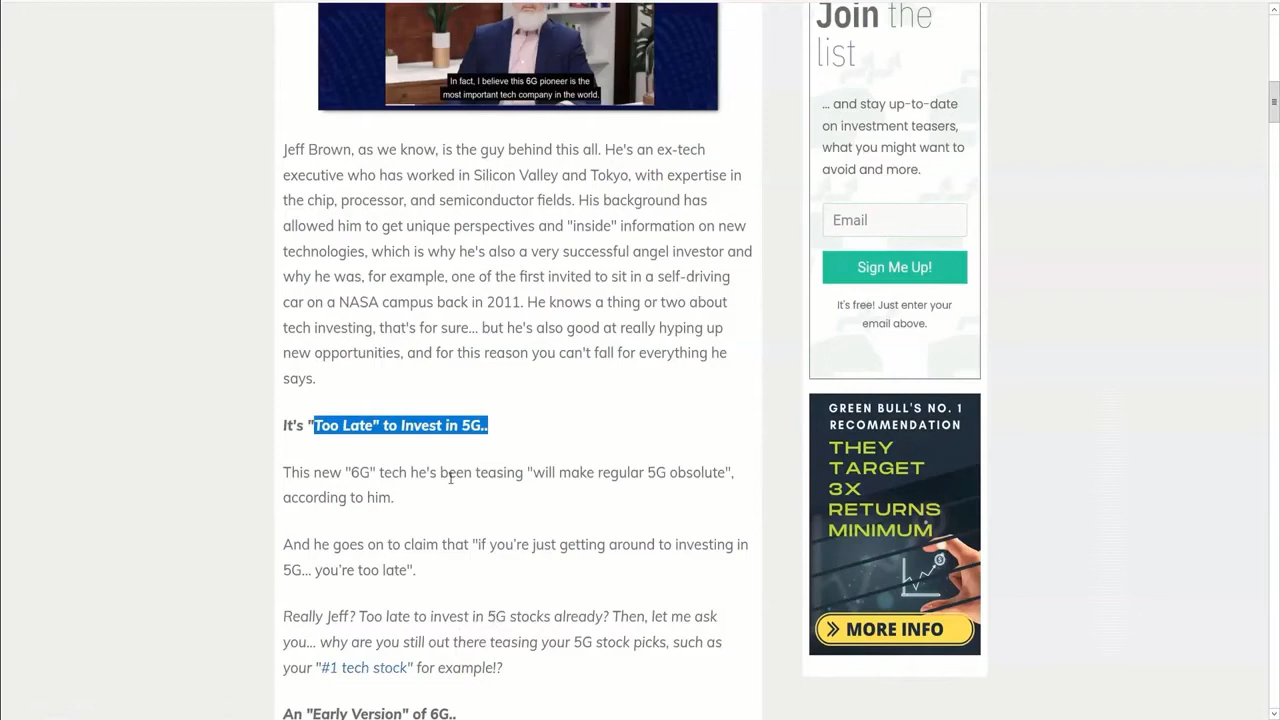 In fact, I believe this 6G pioneer is the
most important tech company in the world.
Jeff Brown, as we know, is the guy behind this all. He's an ex-tech
executive who has worked in Silicon Valley and Tokyo, with expertise in
the chip, processor, and semiconductor fields. His background has
allowed him to get unique perspectives and "inside" information on new
technologies, which is why he's also a very successful angel investor and
why he was, for example, one of the first invited to sit in a self-driving
car on a NASA campus back in 2011. He knows a thing or two about
tech investing, that's for sure... but he's also good at really hyping up
new opportunities, and for this reason you can't fall for everything he
says.
It's "Too Late" to Invest in 5G..
This new "6G" tech he's been teasing "will make regular 5G obsolete",
according to him.
And he goes on to claim that "if you're just getting around to investing in
5G... you're too late".
Really Jeff? Too late to invest in 5G stocks already? Then, let me ask
you... why are you still out there teasing your 5G stock picks, such as
your "#1 tech stock" for example!?
An "Early Version" of 6G..
Join the
list
... and stay up-to-date
on investment teasers,
what you might want to
avoid and more.
Email
Sign Me Up!
It's free! Just enter your
email above.
GREEN BULL'S NO. 1
RECOMMENDATION
THEY
TARGET
3X
RETURNS
MINIMUM
MORE INFO